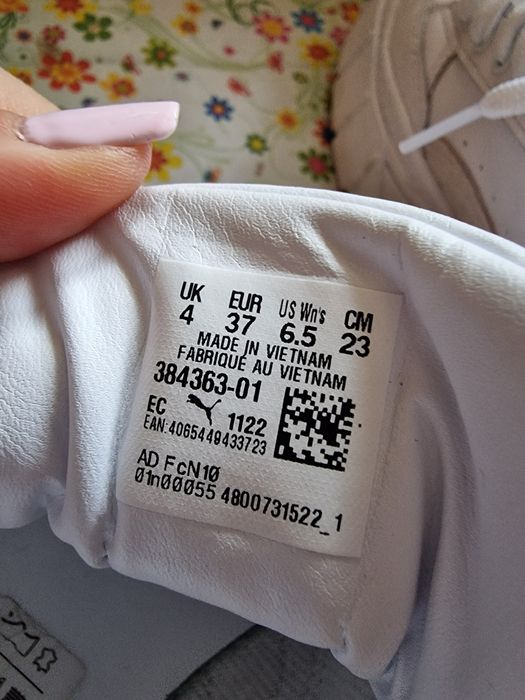 UK EUR US Wn's CM
4 37 6.5 23
MADE IN VIETNAM
FABRIQUÉ AU VIETNAM
384363-01
EC 1122
EAN:4065449433723
AD FcN10
01n00055 4800731522_1